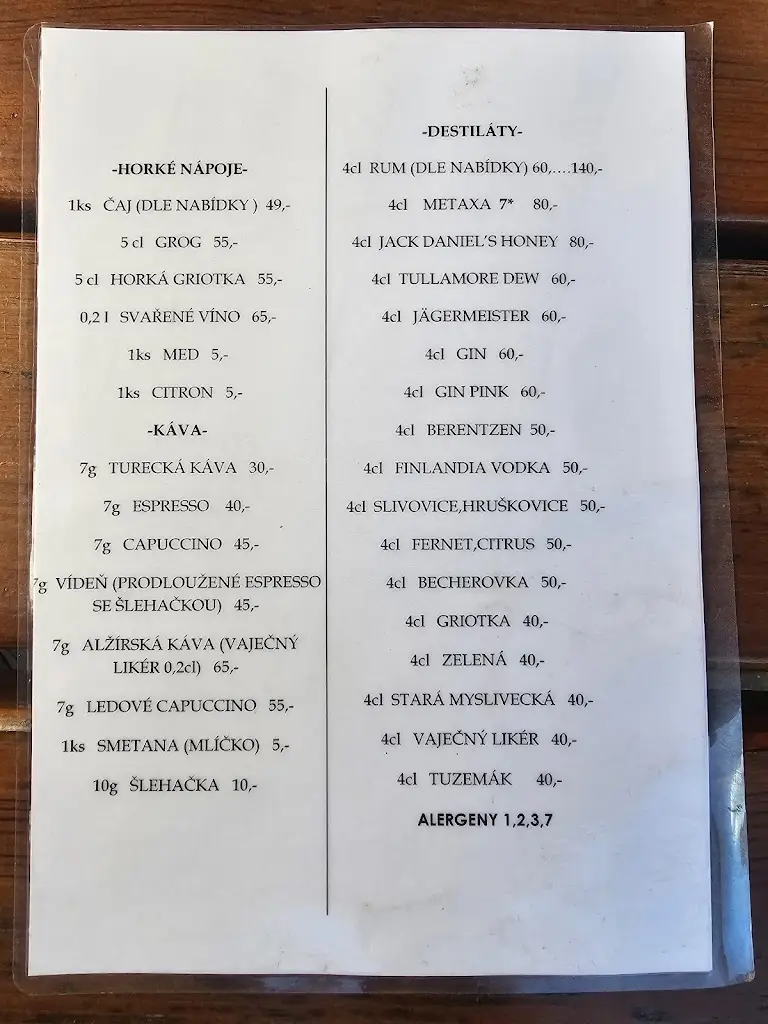 -HORKÉ NÁPOJE-
1ks ČAJ (DLE NABÍDKY ) 49,-
5 cl GROG 55,-
5 cl HORKÁ GRIOTKA 55,-
0,2 l SVAŘENÉ VÍNO 65,-
1ks MED 5,-
1ks CITRON 5,-
-KÁVA-
7g TURECKÁ KÁVA 30,-
7g ESPRESSO 40,-
7g CAPUCCINO 45,-
7g VÍDEŇ (PRODLOUŽENÉ ESPRESSO
SE ŠLEHAČKOU) 45,-
7g ALŽÍRSKÁ KÁVA (VAJEČNÝ
LIKÉR 0,2cl) 65,-
7g LEDOVÉ CAPUCCINO 55,-
1ks SMETANA (MLÍČKO) 5,-
10g ŠLEHAČKA 10,-
-DESTILÁTY-
4cl RUM (DLE NABÍDKY) 60,....140,-
4cl METAXA 7* 80,-
4cl JACK DANIEL'S HONEY 80,-
4cl TULLAMORE DEW 60,-
4cl JÄGERMEISTER 60,-
4cl GIN 60,-
4cl GIN PINK 60,-
4cl BERENTZEN 50,-
4cl FINLANDIA VODKA 50,-
4cl SLIVOVICE,HRUŠKOVICE 50,-
4cl FERNET,CITRUS 50,-
4cl BECHEROVKA 50,-
4cl GRIOTKA 40,-
4cl ZELENÁ 40,-
4cl STARÁ MYSLIVECKÁ 40,-
4cl VAJEČNÝ LIKÉR 40,-
4cl TUZEMÁK 40,-
ALERGENY 1,2,3,7